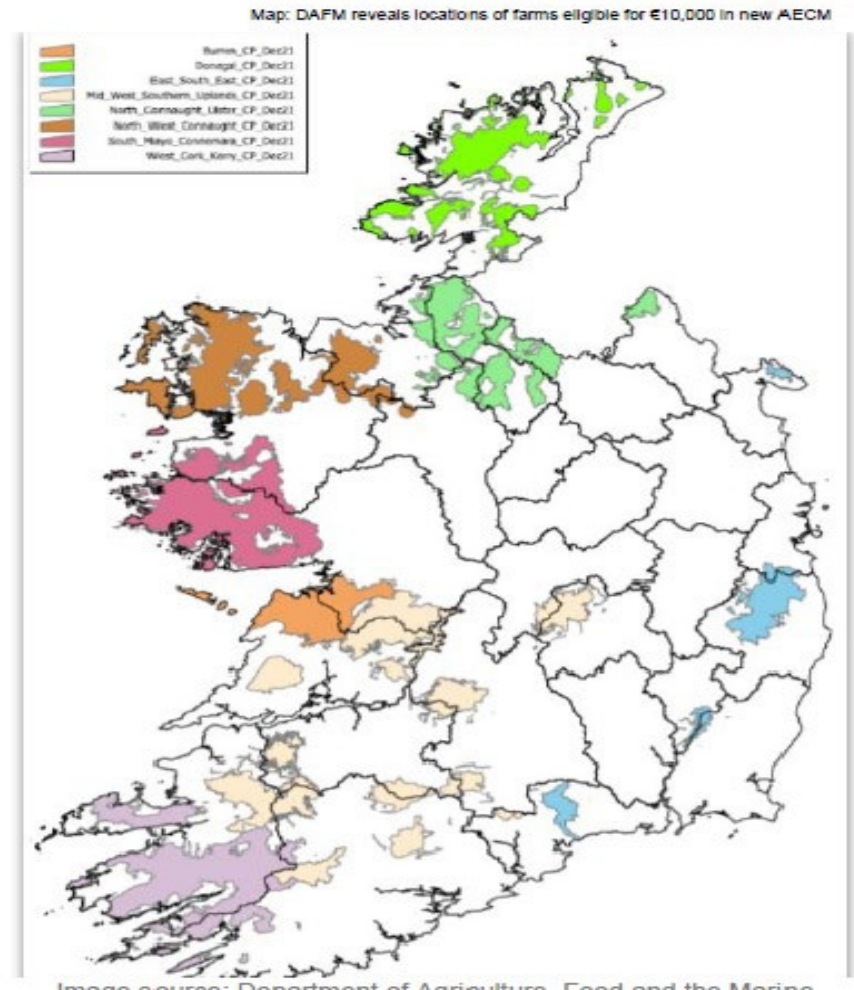 Map: DAFM reveals locations of farms eligible for €10,000 in new AECM
Burren_CP_Dec21
Donegal_CP_Dec21
East_South_East_CP_Dec21
Mid_West_Southern_Uplands_CP_Dec21
North_Connaught_Ulster_CP_Dec21
North_West_Connaught_CP_Dec21
South_Mayo_Connemara_CP_Dec21
West_Cork_Kerry_CP_Dec21
Image source: Department of Agriculture, Food and the Marine